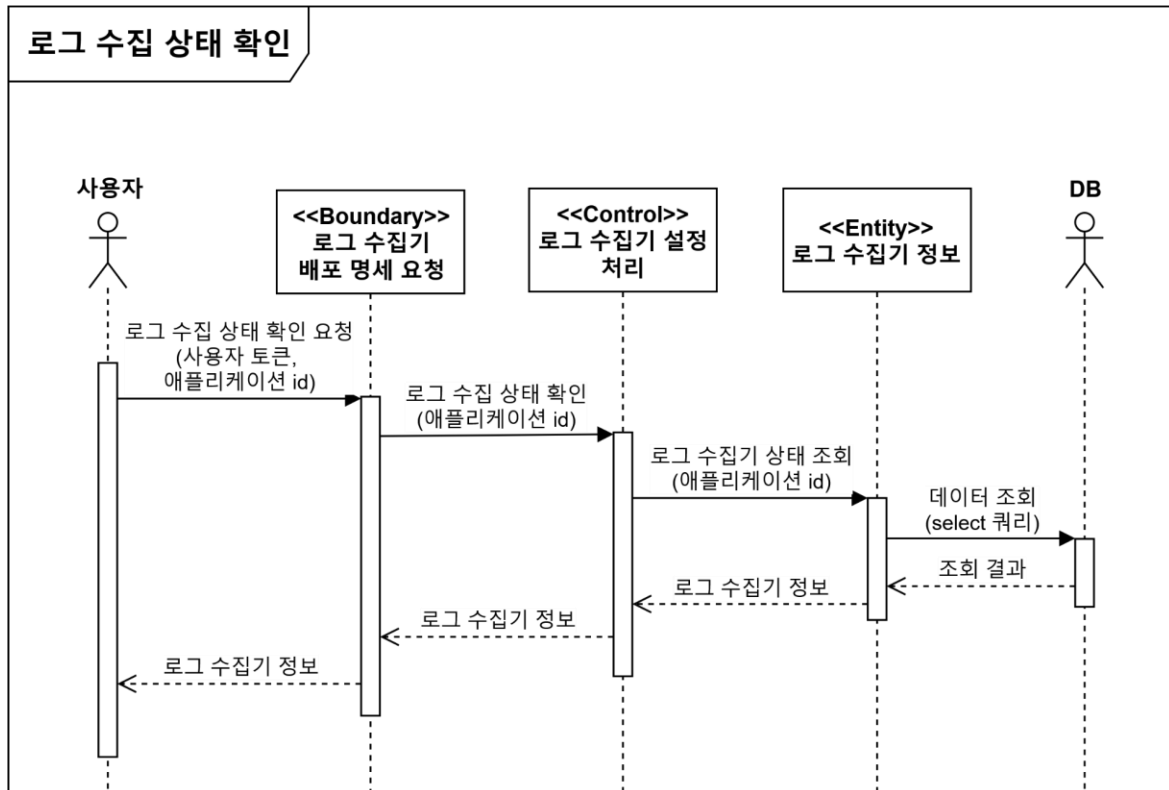 로그 수집 상태 확인
사용자
<<Boundary>>
로그 수집기
배포 명세 요청
<<Control>>
로그 수집기 설정
처리
<<Entity>>
로그 수집기 정보
DB
로그 수집 상태 확인 요청
(사용자 토큰,
애플리케이션 id)
로그 수집 상태 확인
(애플리케이션 id)
로그 수집기 상태 조회
(애플리케이션 id)
데이터 조회
(select 쿼리)
조회 결과
로그 수집기 정보
로그 수집기 정보
로그 수집기 정보